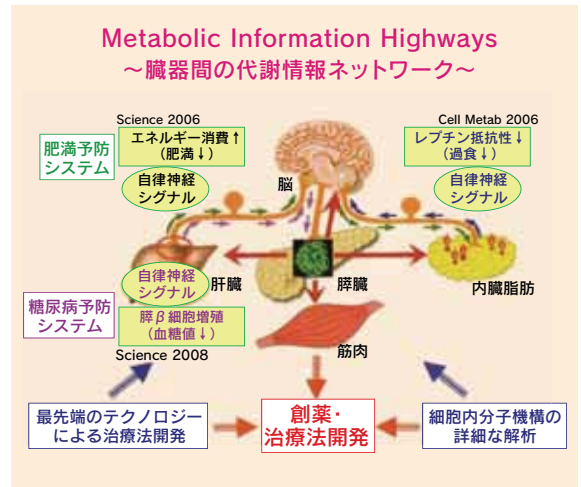 Metabolic Information Highways
～臓器間の代謝情報ネットワーク～
Science 2006
エネルギー消費↑
（肥満↓）
自律神経
シグナル
肥満予防
システム
Cell Metab 2006
レプチン抵抗性↓
（過食↓）
自律神経
シグナル
脳
肝臓
膵臓
内臓脂肪
筋肉
自律神経
シグナル
膵β細胞増殖
（血糖値↓）
Science 2008
糖尿病予防
システム
最先端のテクノロジー
による治療法開発
創薬・
治療法開発
細胞内分子機構の
詳細な解析